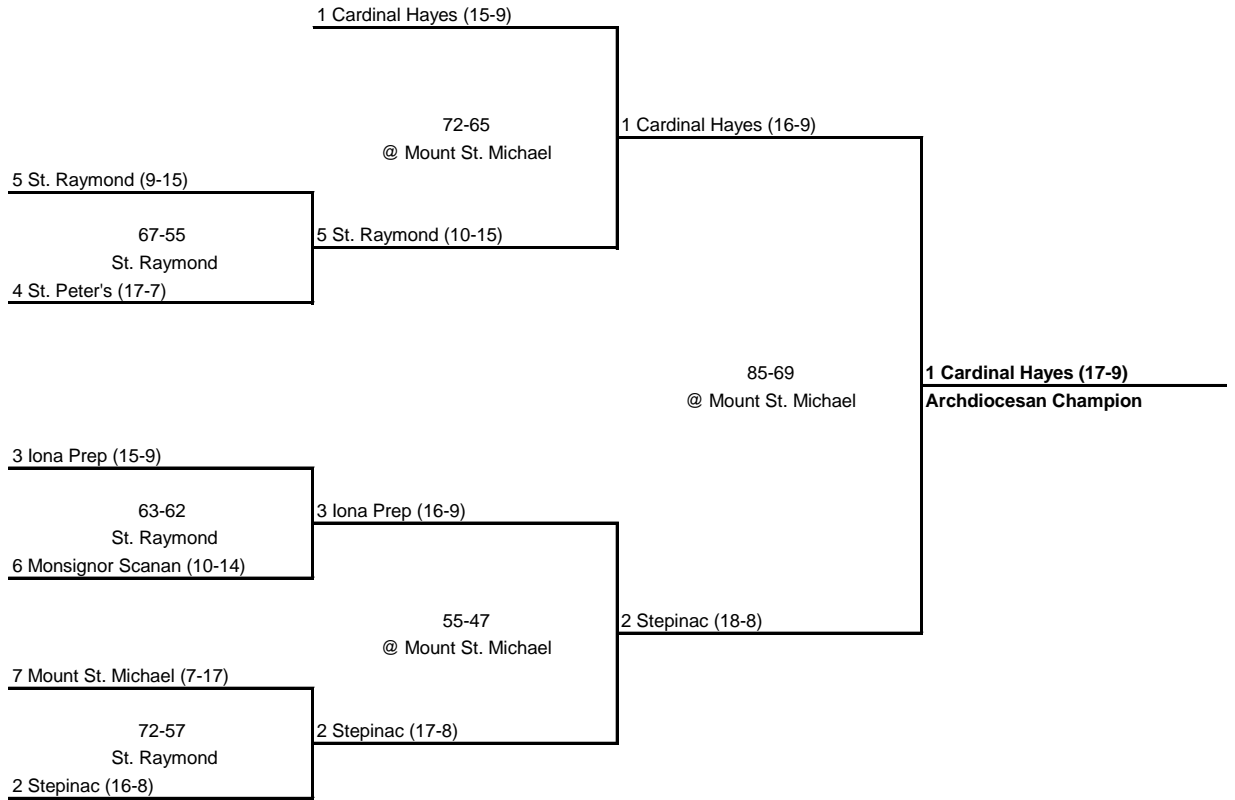 1 Cardinal Hayes (15-9)
72-65
@ Mount St. Michael
1 Cardinal Hayes (16-9)
5 St. Raymond (9-15)
67-55
St. Raymond
5 St. Raymond (10-15)
4 St. Peter's (17-7)
85-69
@ Mount St. Michael
1 Cardinal Hayes (17-9)
Archdiocesan Champion
3 Iona Prep (15-9)
63-62
St. Raymond
3 Iona Prep (16-9)
6 Monsignor Scanan (10-14)
55-47
@ Mount St. Michael
2 Stepinac (18-8)
7 Mount St. Michael (7-17)
72-57
St. Raymond
2 Stepinac (17-8)
2 Stepinac (16-8)